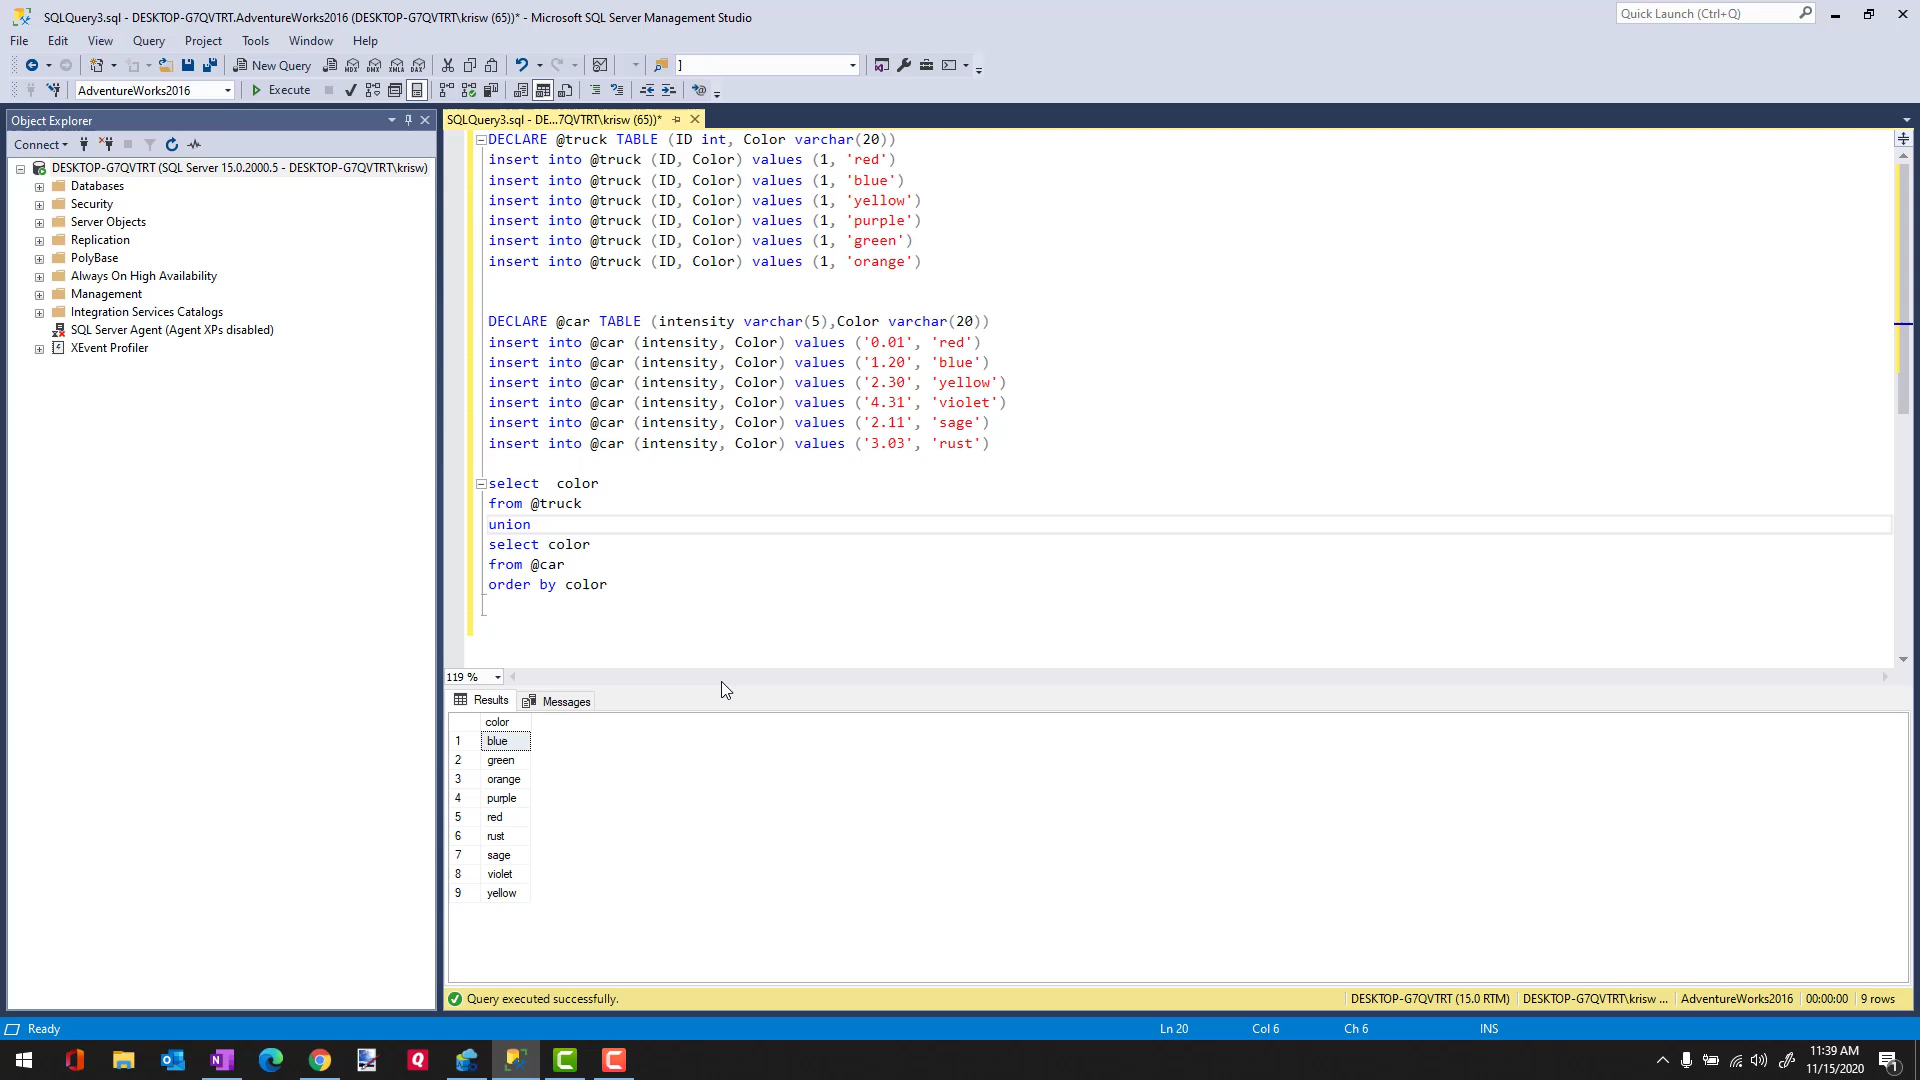 SQLQuery3.sql - DESKTOP-G7QVTRT.AdventureWorks2016 (DESKTOP-G7QVTRT\krisw (65))* - Microsoft SQL Server Management Studio
Quick Launch (Ctrl+Q)
File Edit View Query Project Tools Window Help
New Query
]
AdventureWorks2016
Execute
Object Explorer
Connect
DESKTOP-G7QVTRT (SQL Server 15.0.2000.5 - DESKTOP-G7QVTRT\krisw)
Databases
Security
Server Objects
Replication
PolyBase
Always On High Availability
Management
Integration Services Catalogs
SQL Server Agent (Agent XPs disabled)
XEvent Profiler
SQLQuery3.sql - DE...7QVTRT\krisw (65))*
DECLARE @truck TABLE (ID int, Color varchar(20))
insert into @truck (ID, Color) values (1, 'red')
insert into @truck (ID, Color) values (1, 'blue')
insert into @truck (ID, Color) values (1, 'yellow')
insert into @truck (ID, Color) values (1, 'purple')
insert into @truck (ID, Color) values (1, 'green')
insert into @truck (ID, Color) values (1, 'orange')
DECLARE @car TABLE (intensity varchar(5),Color varchar(20))
insert into @car (intensity, Color) values ('0.01', 'red')
insert into @car (intensity, Color) values ('1.20', 'blue')
insert into @car (intensity, Color) values ('2.30', 'yellow')
insert into @car (intensity, Color) values ('4.31', 'violet')
insert into @car (intensity, Color) values ('2.11', 'sage')
insert into @car (intensity, Color) values ('3.03', 'rust')
select  color
from @truck
union
select color
from @car
order by color
119 %
Results Messages
color
1 blue
2 green
3 orange
4 purple
5 red
6 rust
7 sage
8 violet
9 yellow
Query executed successfully.
DESKTOP-G7QVTRT (15.0 RTM) DESKTOP-G7QVTRT\krisw ... AdventureWorks2016 00:00:00 9 rows
Ready
Ln 20 Col 6 Ch 6 INS
11:39 AM
11/15/2020